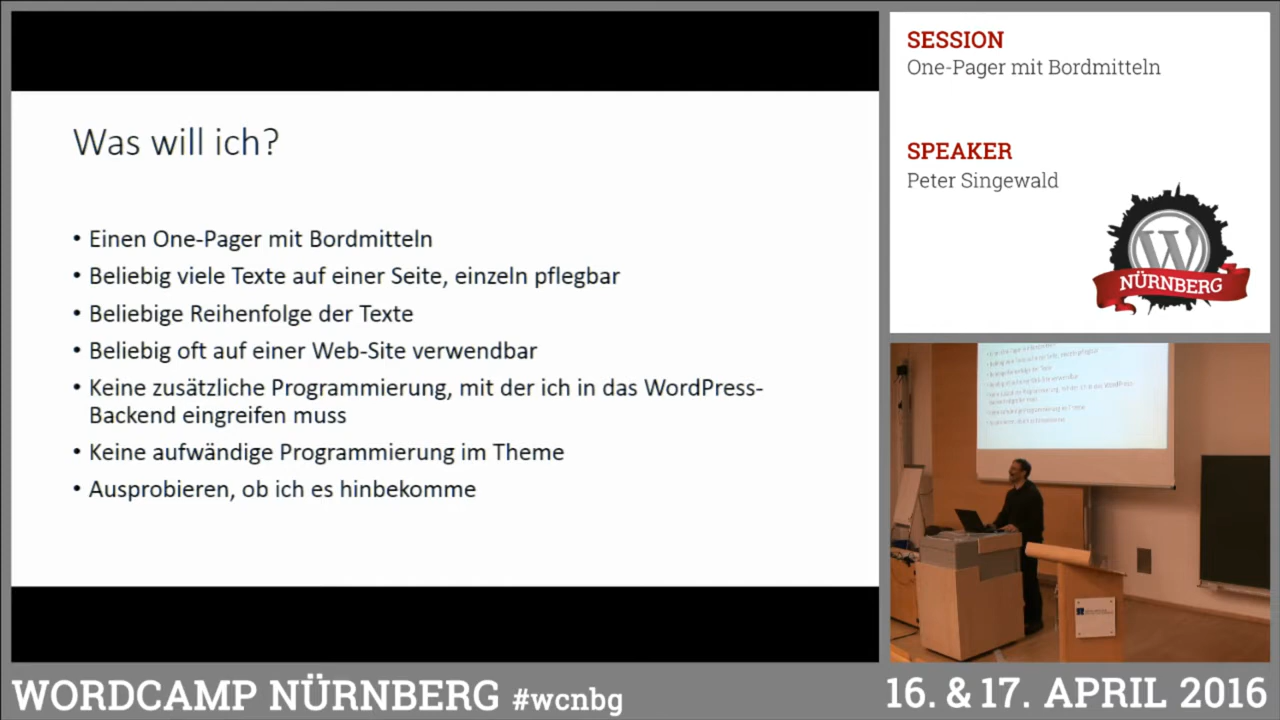 Was will ich?
• Einen One-Pager mit Bordmitteln
• Beliebig viele Texte auf einer Seite, einzeln pflegbar
• Beliebige Reihenfolge der Texte
• Beliebig oft auf einer Web-Site verwendbar
• Keine zusätzliche Programmierung, mit der ich in das WordPress-
Backend eingreifen muss
• Keine aufwändige Programmierung im Theme
• Ausprobieren, ob ich es hinbekomme
SESSION
One-Pager mit Bordmitteln
SPEAKER
Peter Singewald
W
NÜRNBERG
WORDCAMP NÜRNBERG #wcnbg
16. & 17. APRIL 2016